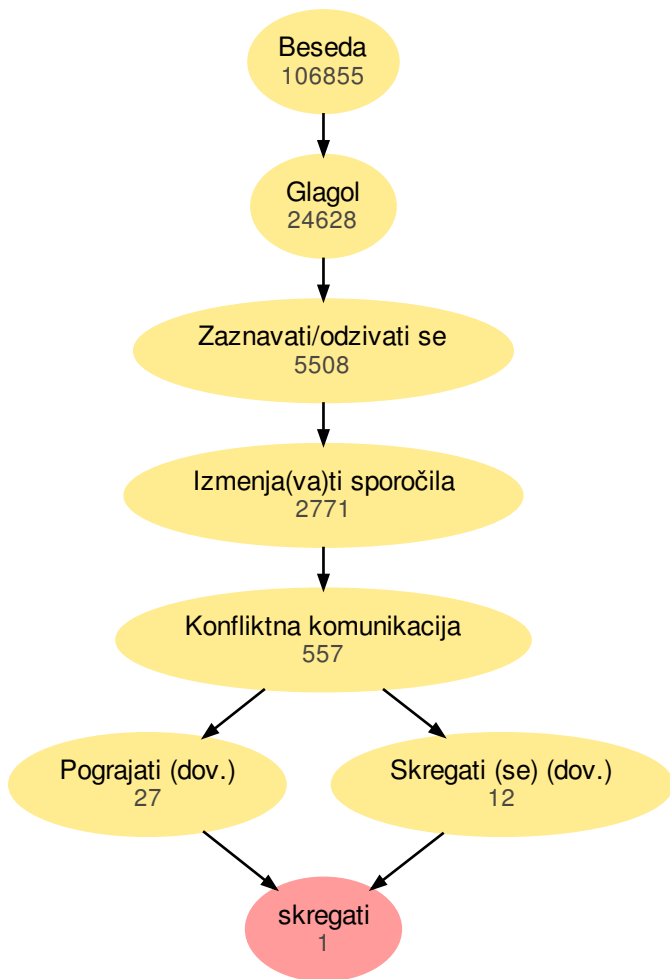 Beseda
106855
Glagol
24628
Zaznavati/odzivati se
5508
Izmenja(va)ti sporočila
2771
Konfliktna komunikacija
557
Pograjati (dov.)
27
Skregati (se) (dov.)
12
skregati
1